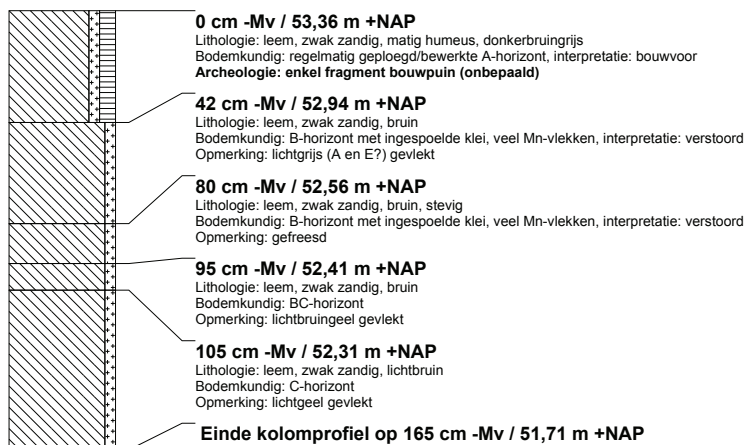 0 cm -Mv / 53,36 m +NAP
Lithologie: leem, zwak zandig, matig humeus, donkerbruingrijs
Bodemkundig: regelmatig geploegd/bewerkte A-horizont, interpretatie: bouwvoor
Archeologie: enkel fragment bouwpuin (onbepaald)
42 cm -Mv / 52,94 m +NAP
Lithologie: leem, zwak zandig, bruin
Bodemkundig: B-horizont met ingespoelde klei, veel Mn-vlekken, interpretatie: verstoord
Opmerking: lichtgrijs (A en E?) gevlekt
80 cm -Mv / 52,56 m +NAP
Lithologie: leem, zwak zandig, bruin, stevig
Bodemkundig: B-horizont met ingespoelde klei, veel Mn-vlekken, interpretatie: verstoord
Opmerking: gefreesd
95 cm -Mv / 52,41 m +NAP
Lithologie: leem, zwak zandig, bruin
Bodemkundig: BC-horizont
Opmerking: lichtbruingeel gevlekt
105 cm -Mv / 52,31 m +NAP
Lithologie: leem, zwak zandig, lichtbruin
Bodemkundig: C-horizont
Opmerking: lichtgeel gevlekt
Einde kolomprofiel op 165 cm -Mv / 51,71 m +NAP